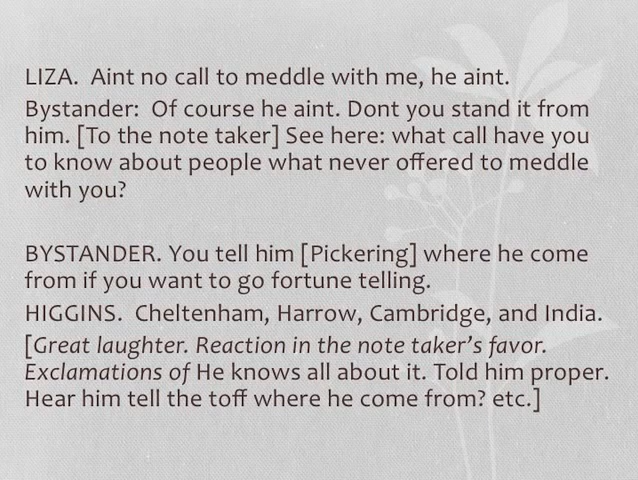 LIZA.  Aint no call to meddle with me, he aint.
Bystander:  Of course he aint. Dont you stand it from
him. [To the note taker] See here: what call have you
to know about people what never offered to meddle
with you?
BYSTANDER. You tell him [Pickering] where he come
from if you want to go fortune telling.
HIGGINS.  Cheltenham, Harrow, Cambridge, and India.
[Great laughter. Reaction in the note taker’s favor.
Exclamations of He knows all about it. Told him proper.
Hear him tell the toff where he come from? etc.]